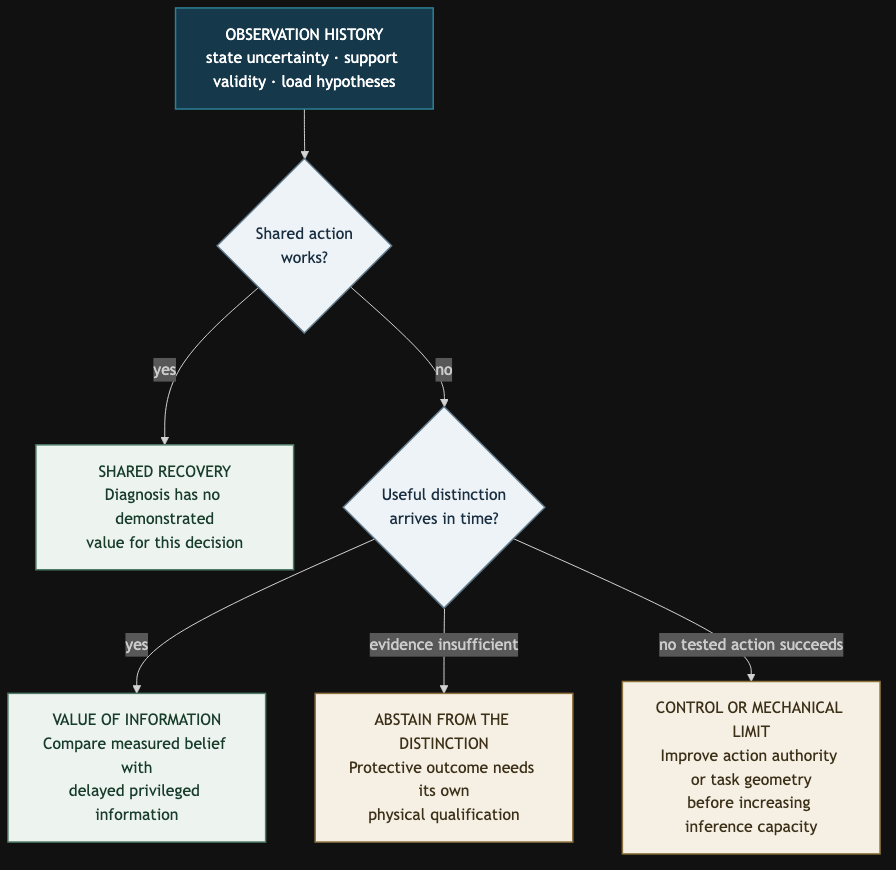 OBSERVATION HISTORY
state uncertainty · support
validity · load hypotheses
Shared action
works?
yes
no
SHARED RECOVERY
Diagnosis has no
demonstrated
value for this decision
Useful distinction
arrives in time?
yes
evidence insufficient
no tested action succeeds
VALUE OF INFORMATION
Compare measured belief
with
delayed privileged
information
ABSTAIN FROM THE
DISTINCTION
Protective outcome needs
its own
physical qualification
CONTROL OR MECHANICAL
LIMIT
Improve action authority
or task geometry
before increasing
inference capacity